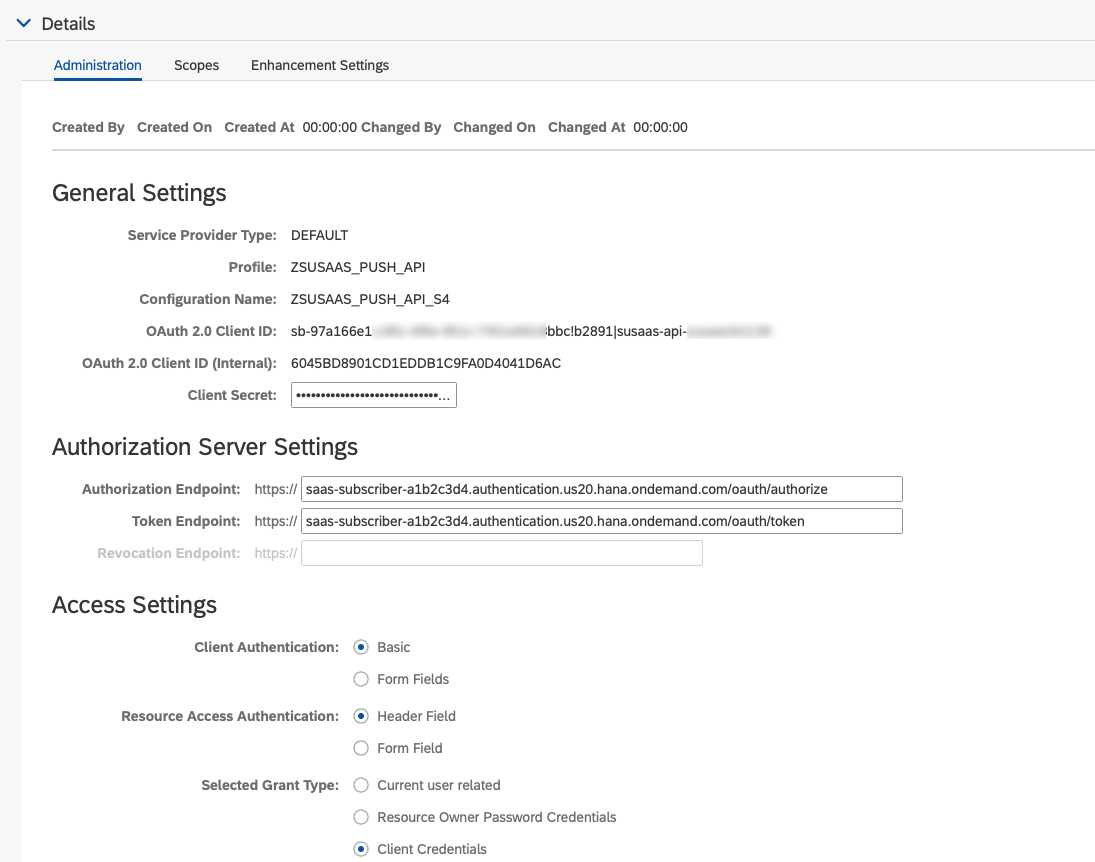 Details
Administration Scopes Enhancement Settings
Created By Created On Created At 00:00:00 Changed By Changed On Changed At 00:00:00
General Settings
Service Provider Type: DEFAULT
Profile: ZSUSAAS_PUSH_API
Configuration Name: ZSUSAAS_PUSH_API_S4
OAuth 2.0 Client ID: sb-97a166e1 bbc!b2891|susaas-api-
OAuth 2.0 Client ID (Internal): 6045BD8901CD1EDDB1C9FA0D4041D6AC
Client Secret: •••••••••••••••••••••••••••••...
Authorization Server Settings
Authorization Endpoint: https:// saas-subscriber-a1b2c3d4.authentication.us20.hana.ondemand.com/oauth/authorize
Token Endpoint: https:// saas-subscriber-a1b2c3d4.authentication.us20.hana.ondemand.com/oauth/token
Revocation Endpoint: https://
Access Settings
Client Authentication: Basic
Form Fields
Resource Access Authentication: Header Field
Form Field
Selected Grant Type: Current user related
Resource Owner Password Credentials
Client Credentials